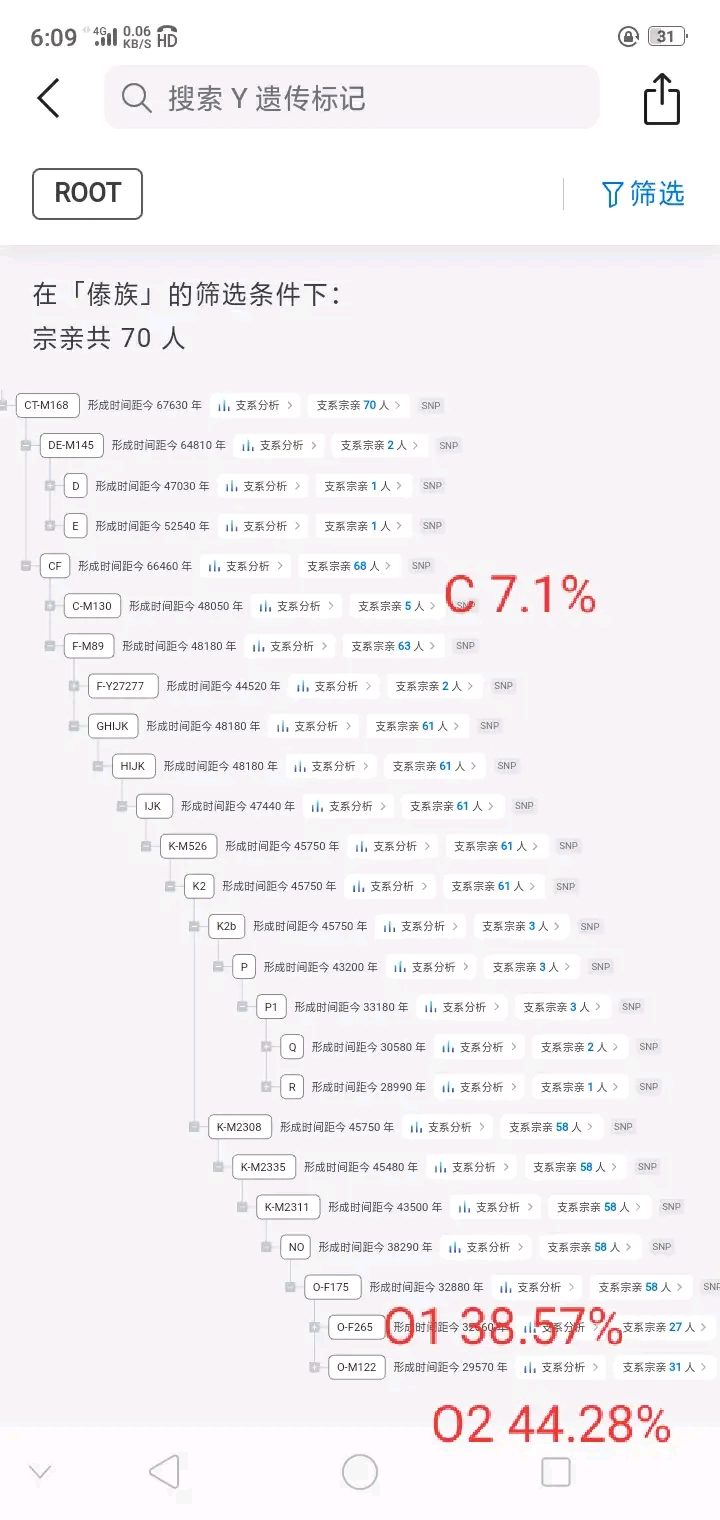 6:09 4G 0.06 KB/S HD 31
搜索 Y 遗传标记
ROOT 筛选
在「傣族」的筛选条件下：
宗亲共 70 人
CT-M168 形成时间距今 67630 年 支系分析 支系宗亲 70 人 SNP
DE-M145 形成时间距今 64810 年 支系分析 支系宗亲 2 人 SNP
D 形成时间距今 47030 年 支系分析 支系宗亲 1 人 SNP
E 形成时间距今 52540 年 支系分析 支系宗亲 1 人 SNP
CF 形成时间距今 66460 年 支系分析 支系宗亲 68 人 SNP
C-M130 形成时间距今 48050 年 支系分析 支系宗亲 5 人 SNP C 7.1%
F-M89 形成时间距今 48180 年 支系分析 支系宗亲 63 人 SNP
F-Y27277 形成时间距今 44520 年 支系分析 支系宗亲 2 人 SNP
GHIJK 形成时间距今 48180 年 支系分析 支系宗亲 61 人 SNP
HIJK 形成时间距今 48180 年 支系分析 支系宗亲 61 人 SNP
IJK 形成时间距今 47440 年 支系分析 支系宗亲 61 人 SNP
K-M526 形成时间距今 45750 年 支系分析 支系宗亲 61 人 SNP
K2 形成时间距今 45750 年 支系分析 支系宗亲 61 人 SNP
K2b 形成时间距今 45750 年 支系分析 支系宗亲 3 人 SNP
P 形成时间距今 43200 年 支系分析 支系宗亲 3 人 SNP
P1 形成时间距今 33180 年 支系分析 支系宗亲 3 人 SNP
Q 形成时间距今 30580 年 支系分析 支系宗亲 2 人 SNP
R 形成时间距今 28990 年 支系分析 支系宗亲 1 人 SNP
K-M2308 形成时间距今 45750 年 支系分析 支系宗亲 58 人 SNP
K-M2335 形成时间距今 45480 年 支系分析 支系宗亲 58 人 SNP
K-M2311 形成时间距今 43500 年 支系分析 支系宗亲 58 人 SNP
NO 形成时间距今 38290 年 支系分析 支系宗亲 58 人 SNP
O-F175 形成时间距今 32880 年 支系分析 支系宗亲 58 人 SNP
O-F265 形成时间距今 年 支系分析 支系宗亲 27 人 O1 38.57%
O-M122 形成时间距今 29570 年 支系分析 支系宗亲 31 人
O2 44.28%